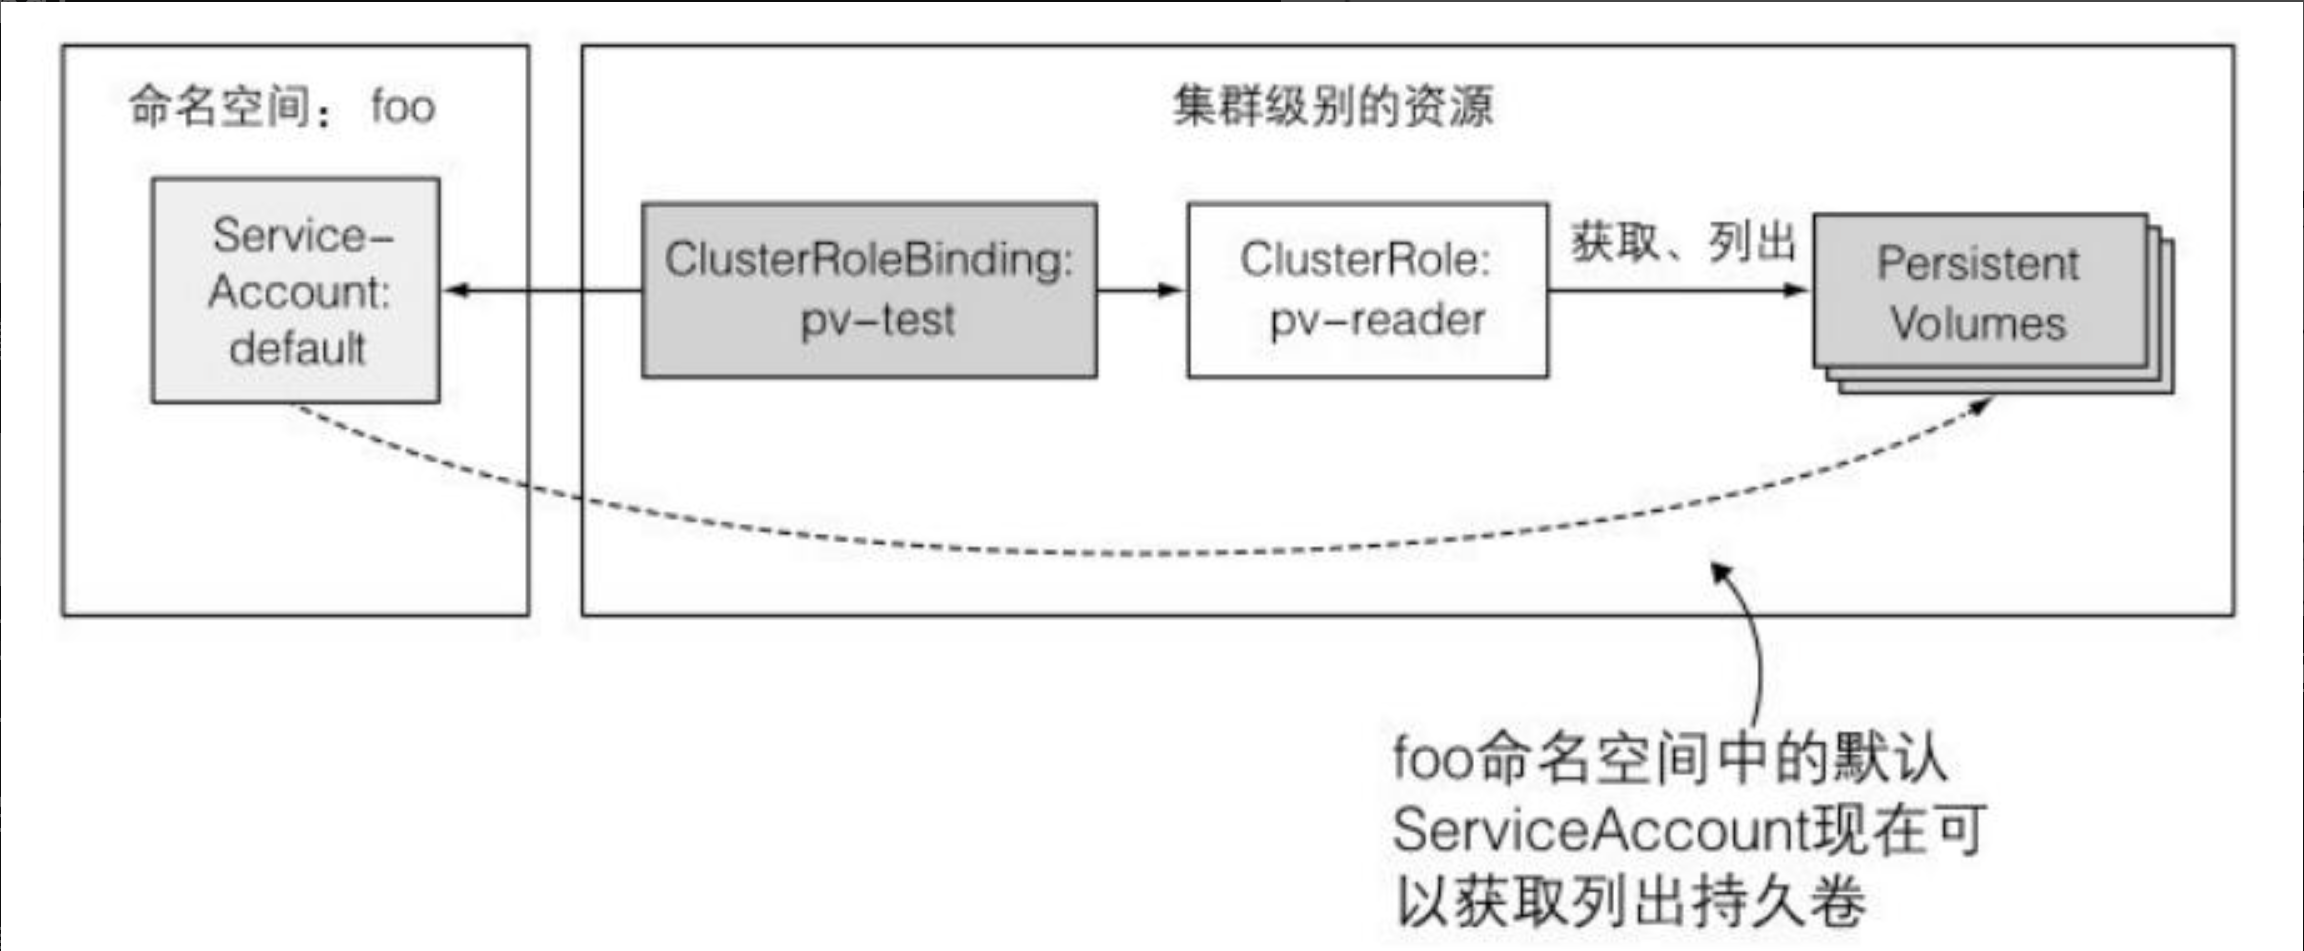 命名空间： foo
集群级别的资源
Service-
Account:
default
ClusterRoleBinding:
pv-test
ClusterRole:
pv-reader
获取、列出
Persistent
Volumes
foo命名空间中的默认
ServiceAccount现在可
以获取列出持久卷